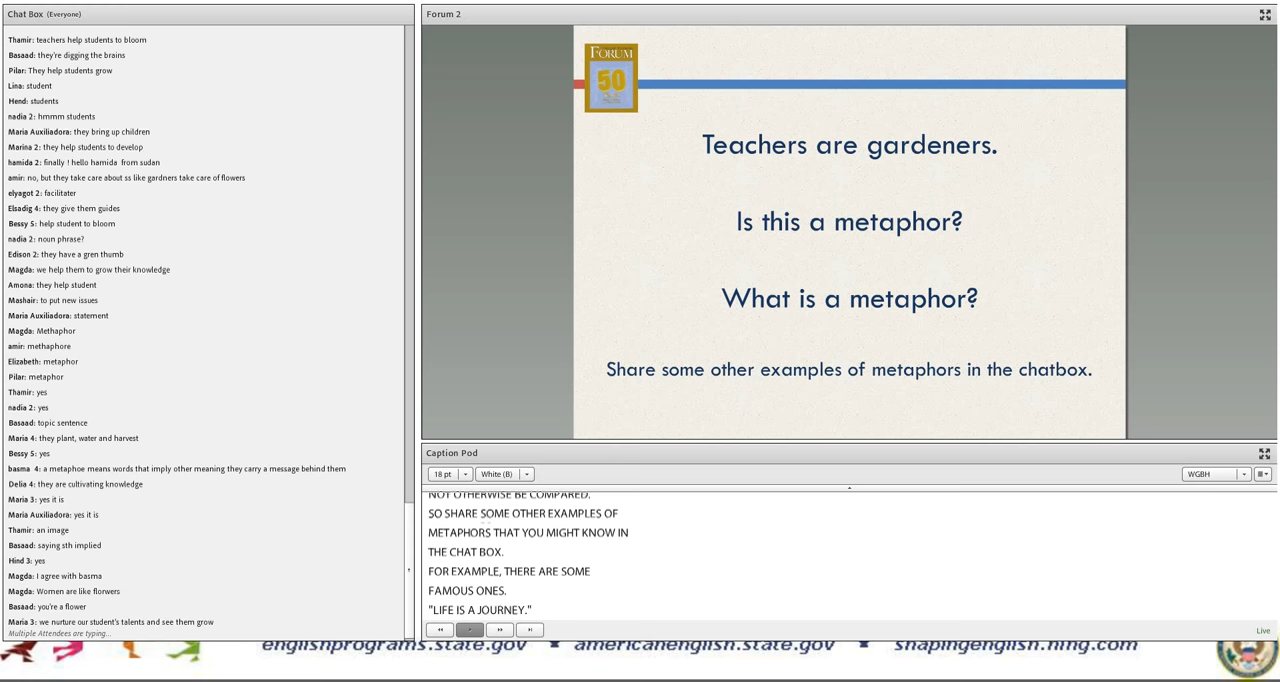 Chat Box (Everyone)
Thamir: teachers help students to bloom
Basaad: they're digging the brains
Pilar: They help students grow
Lina: student
Hend: students
nadia 2: hmmm students
Maria Auxiliadora: they bring up children
Marina 2: they help students to develop
hamida 2: finally ! hello hamida from sudan
amir: no, but they take care about ss like gardners take care of flowers
elyagot 2: facilitater
Elsadig 4: they give them guides
Bessy 5: help student to bloom
nadia 2: noun phrase?
Edison 2: they have a gren thumb
Magda: we help them to grow their knowledge
Amona: they help student
Mashair: to put new issues
Maria Auxiliadora: statement
Magda: Methaphor
amir: methaphore
Elizabeth: metaphor
Pilar: metaphor
Thamir: yes
nadia 2: yes
Basaad: topic sentence
Maria 4: they plant, water and harvest
Bessy 5: yes
basma 4: a metaphoe means words that imply other meaning they carry a message behind them
Delia 4: they are cultivating knowledge
Maria 3: yes it is
Maria Auxiliadora: yes it is
Thamir: an image
Basaad: saying sth implied
Hind 3: yes
Magda: I agree with basma
Magda: Women are like florwers
Basaad: you're a flower
Maria 3: we nurture our student's talents and see them grow
Multiple Attendees are typing...
Forum 2
FORUM
50
Teachers are gardeners.
Is this a metaphor?
What is a metaphor?
Share some other examples of metaphors in the chatbox.
Caption Pod
18 pt
White (B)
WGBH
NOT OTHERWISE BE COMPARED.
SO SHARE SOME OTHER EXAMPLES OF
METAPHORS THAT YOU MIGHT KNOW IN
THE CHAT BOX.
FOR EXAMPLE, THERE ARE SOME
FAMOUS ONES.
"LIFE IS A JOURNEY."
Live
englishprograms.state.gov americanenglish.state.gov shapingenglish.ning.com